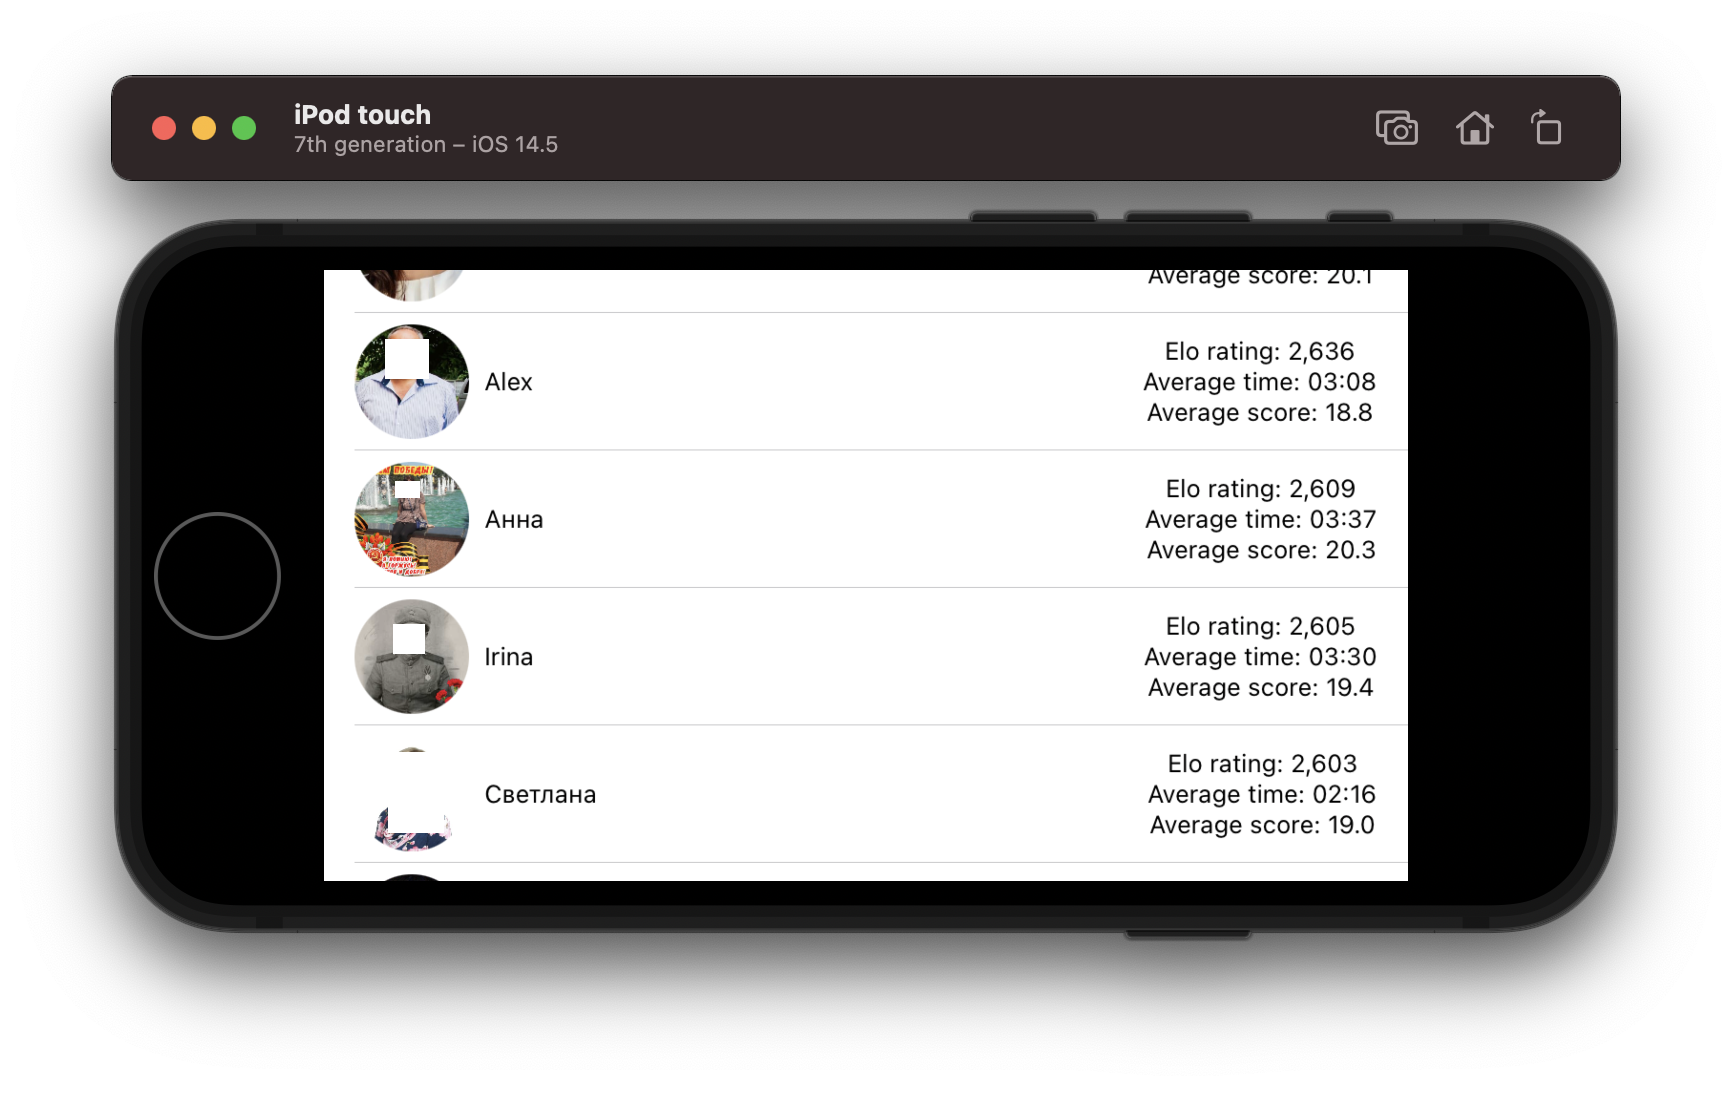 iPod touch
7th generation – iOS 14.5
Average score: 20.1
Alex
Elo rating: 2,636
Average time: 03:08
Average score: 18.8
ПОБЕДЫ!
Анна
Elo rating: 2,609
Average time: 03:37
Average score: 20.3
Irina
Elo rating: 2,605
Average time: 03:30
Average score: 19.4
Светлана
Elo rating: 2,603
Average time: 02:16
Average score: 19.0